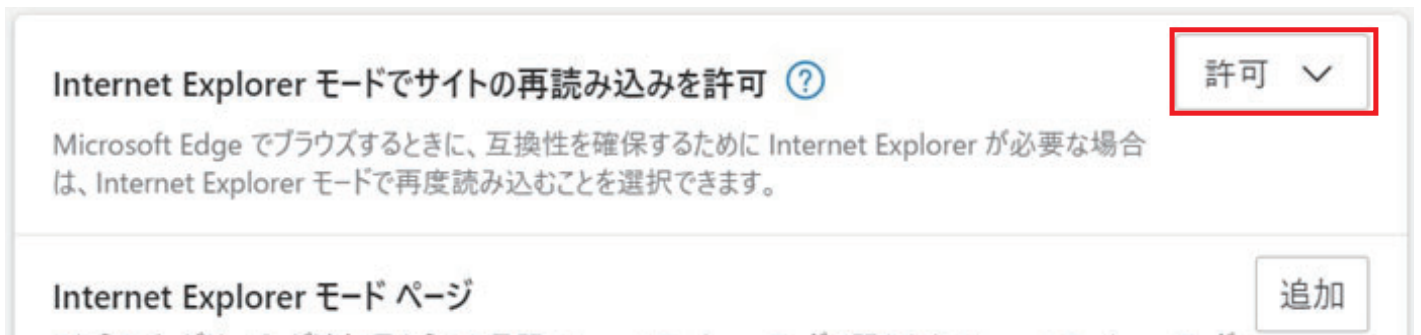 Internet Explorer モードでサイトの再読み込みを許可 ?
許可
Microsoft Edge でブラウズするときに、互換性を確保するために Internet Explorer が必要な場合
は、Internet Explorer モードで再度読み込むことを選択できます。
Internet Explorer モード ページ
追加